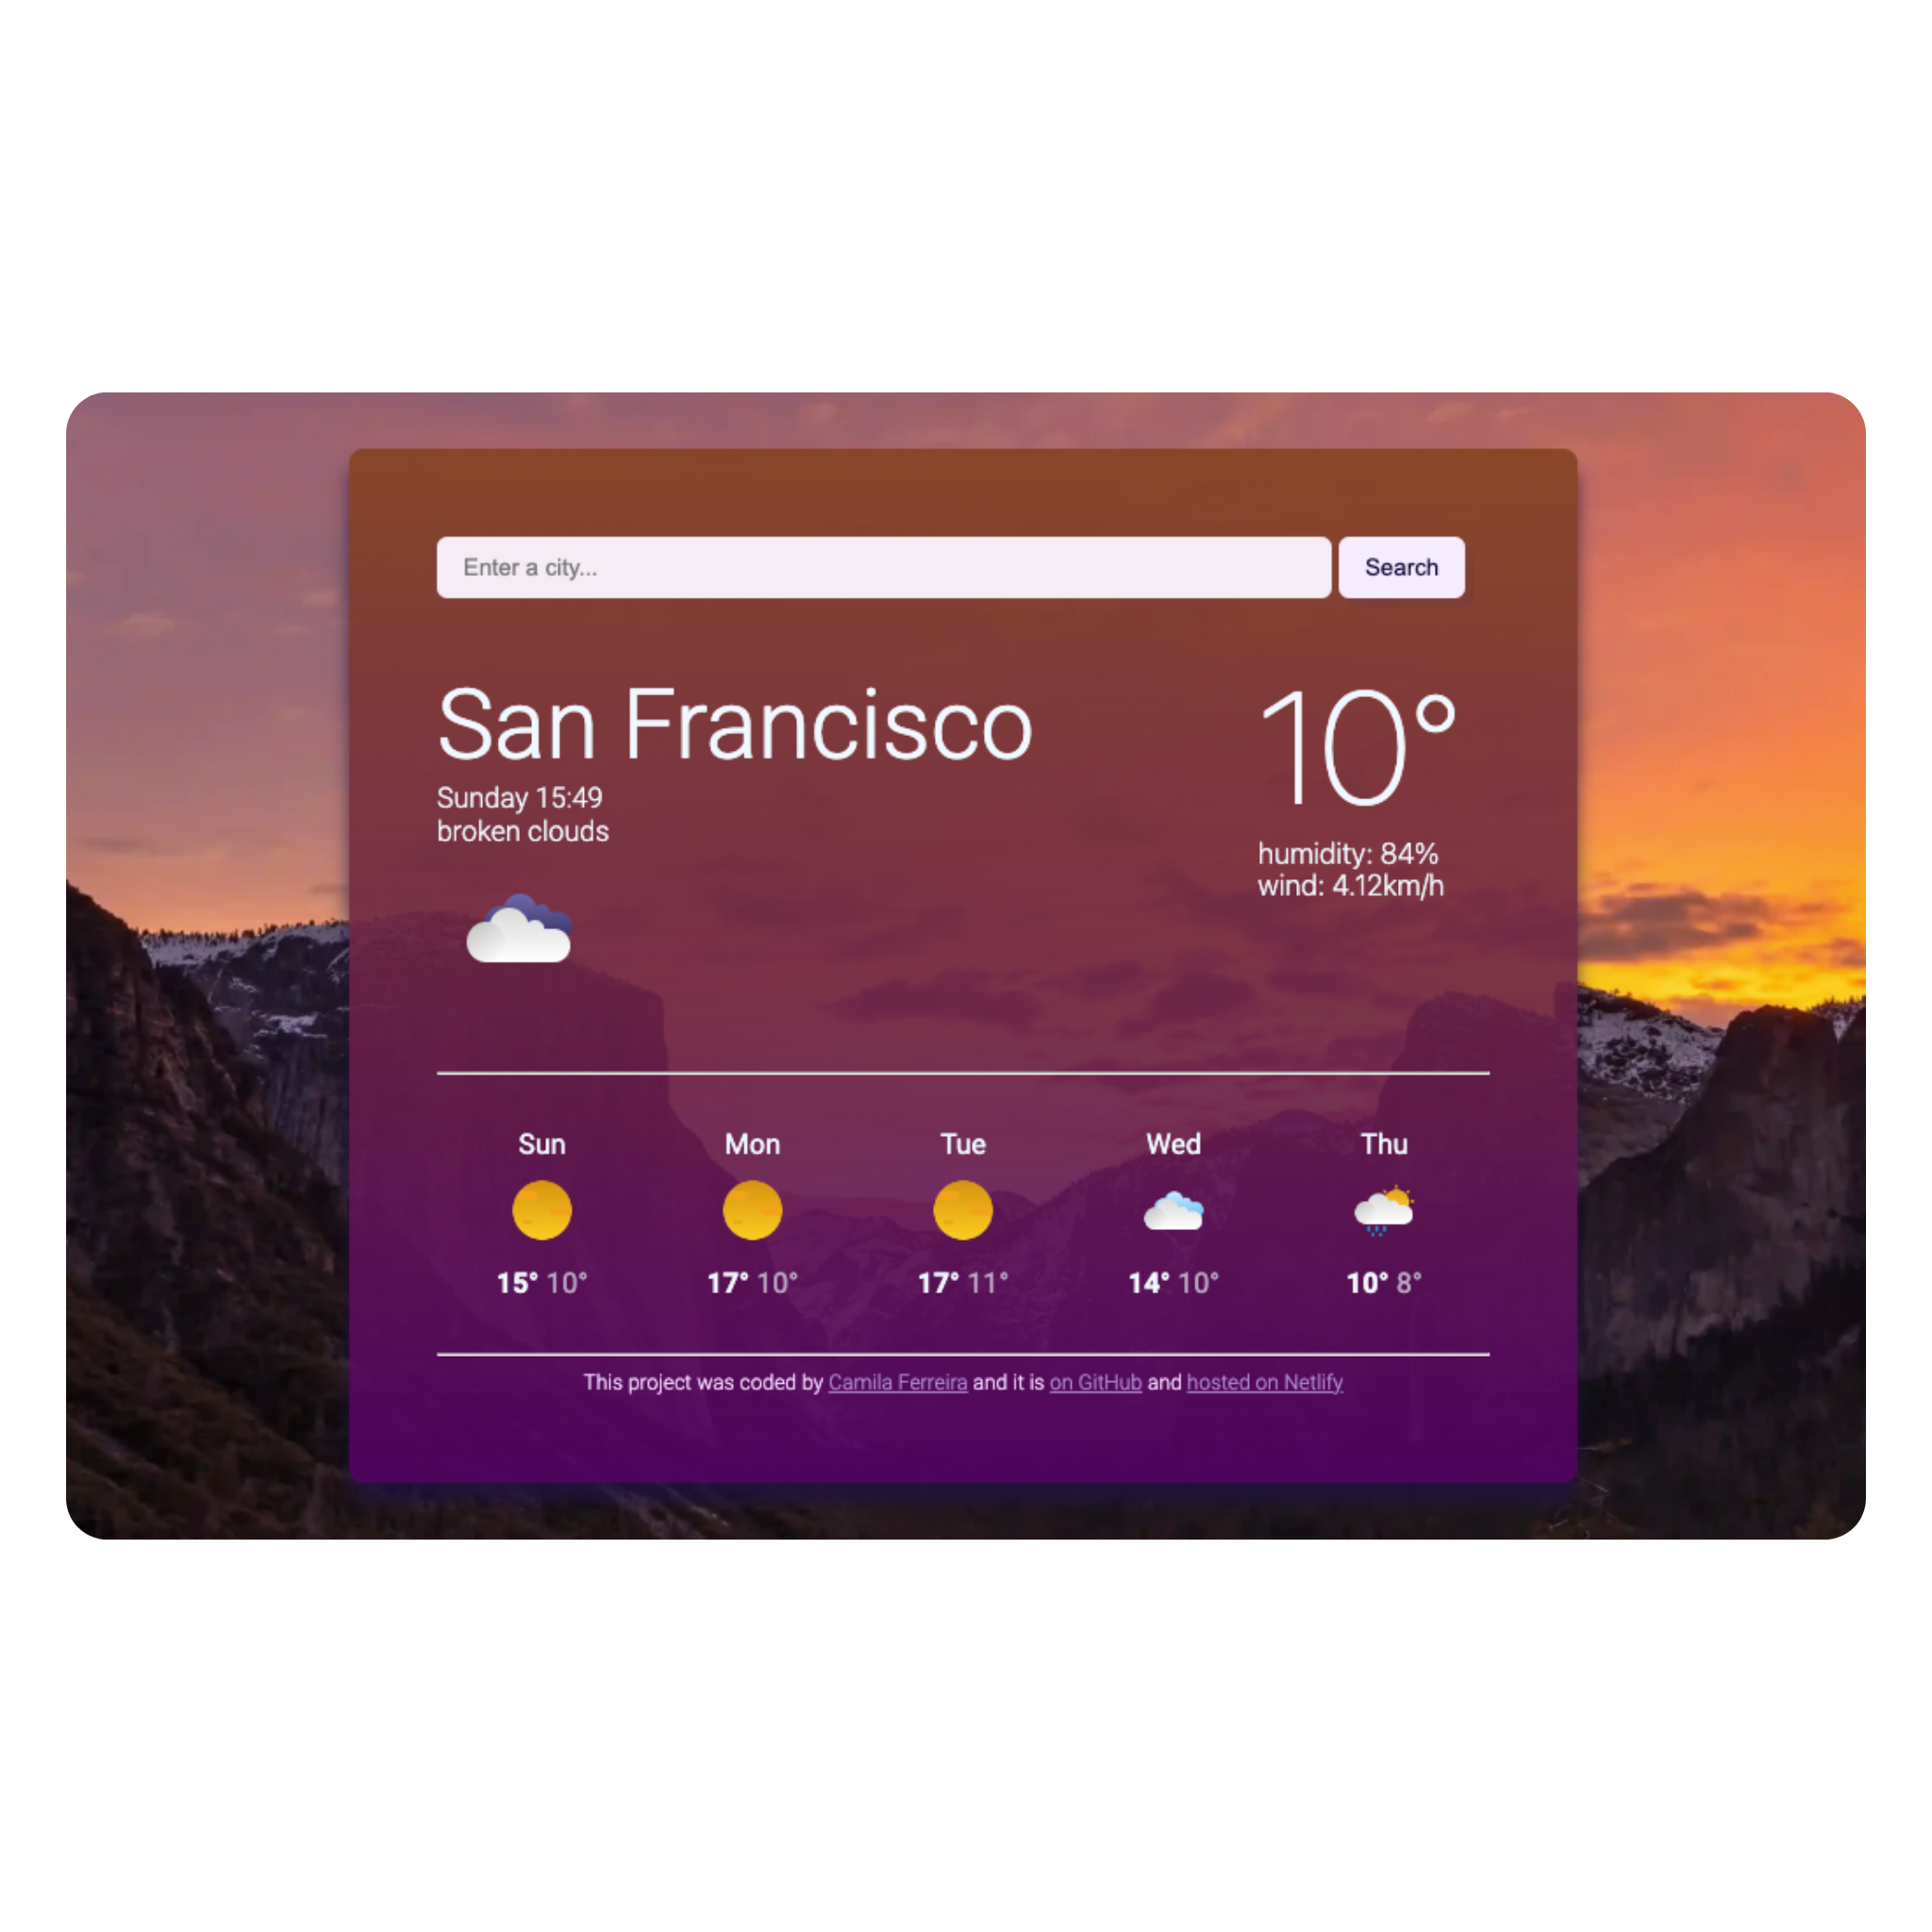 Enter a city...
Search
San Francisco
10°
Sunday 15:49
broken clouds
humidity: 84%
wind: 4.12km/h
Sun
Mon
Tue
Wed
Thu
15° 10°
17° 10°
17° 11°
14° 10°
10° 8°
This project was coded by Camila Ferreira and it is on GitHub and hosted on Netlify